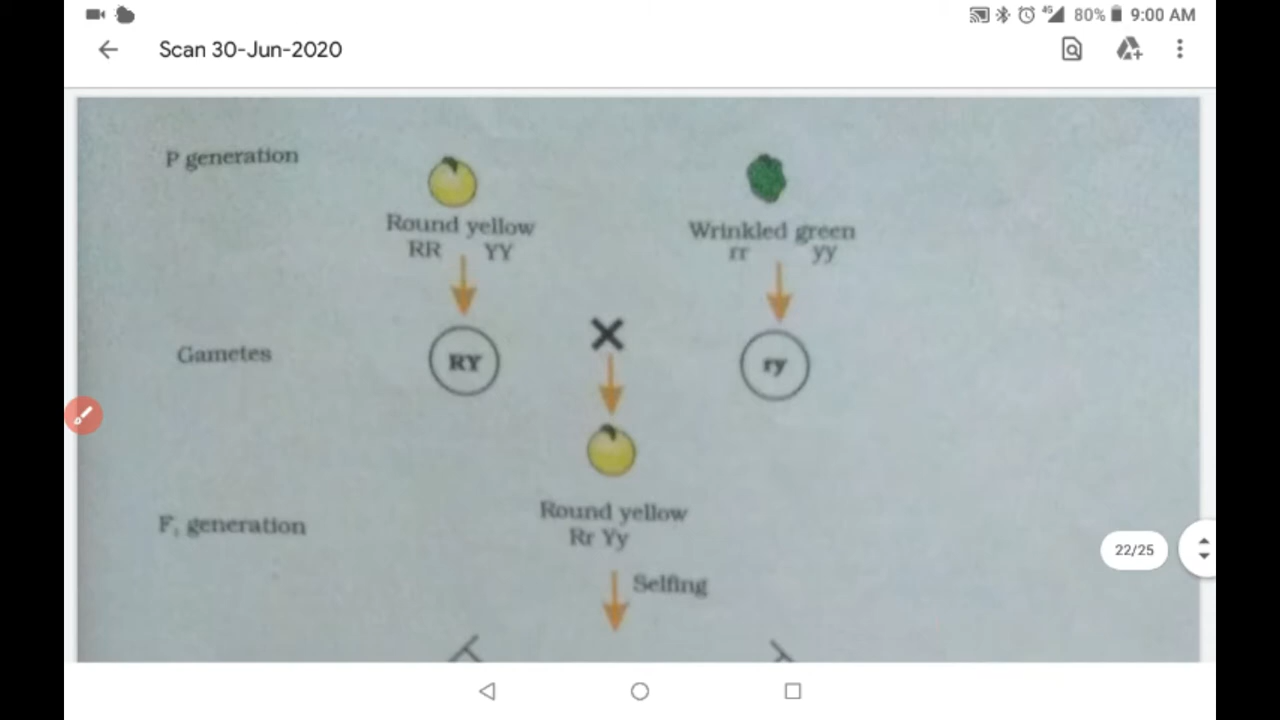 80% 9:00 AM
Scan 30-Jun-2020
P generation
Round yellow
RR YY
Wrinkled green
rr yy
Gametes
RY
ry
F₁ generation
Round yellow
Rr Yy
Selfing
22/25